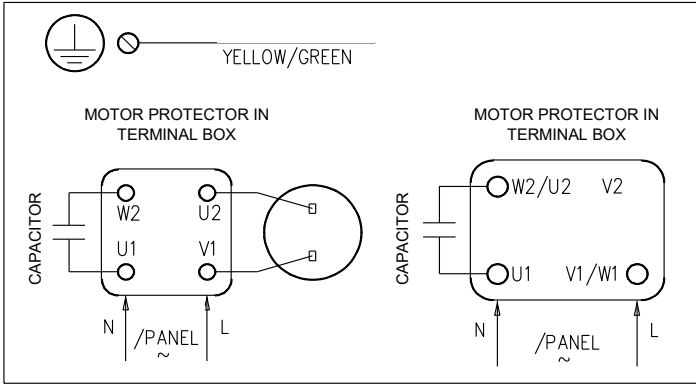 YELLOW/GREEN
MOTOR PROTECTOR IN
TERMINAL BOX
CAPACITOR
W2 U2
U1 V1
N /PANEL L
~
MOTOR PROTECTOR IN
TERMINAL BOX
CAPACITOR
W2/U2 V2
U1 V1/W1
N /PANEL L
~